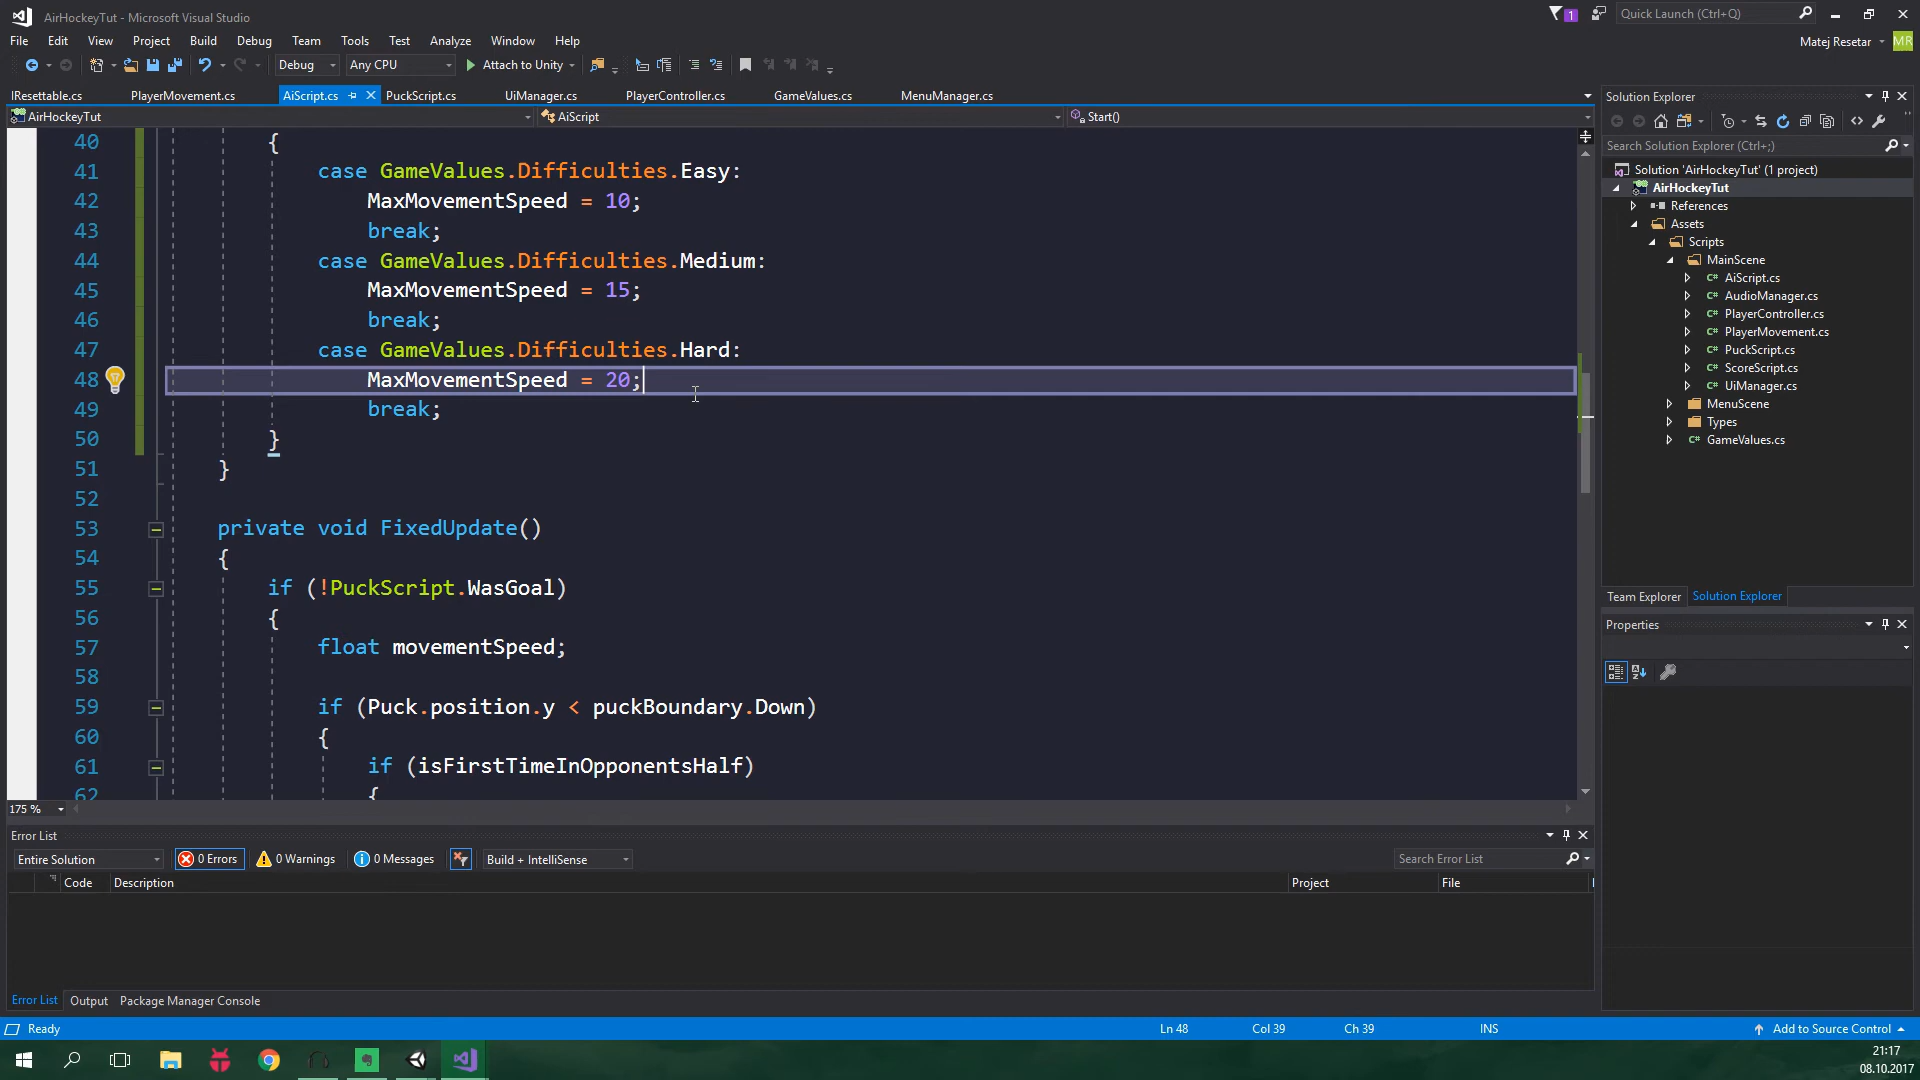 AirHockeyTut - Microsoft Visual Studio
1
Quick Launch (Ctrl+Q)
File Edit View Project Build Debug Team Tools Test Analyze Window Help
Matej Resetar MR
Debug Any CPU Attach to Unity
IResettable.cs PlayerMovement.cs AiScript.cs PuckScript.cs UiManager.cs PlayerController.cs GameValues.cs MenuManager.cs
AirHockeyTut AiScript Start()
40 {
41 case GameValues.Difficulties.Easy:
42 MaxMovementSpeed = 10;
43 break;
44 case GameValues.Difficulties.Medium:
45 MaxMovementSpeed = 15;
46 break;
47 case GameValues.Difficulties.Hard:
48 MaxMovementSpeed = 20;
49 break;
50 }
51 }
52
53 private void FixedUpdate()
54 {
55 if (!PuckScript.WasGoal)
56 {
57 float movementSpeed;
58
59 if (Puck.position.y < puckBoundary.Down)
60 {
61 if (isFirstTimeInOpponentsHalf)
62 {
175 %
Solution Explorer
Search Solution Explorer (Ctrl+;)
Solution 'AirHockeyTut' (1 project)
AirHockeyTut
References
Assets
Scripts
MainScene
C# AiScript.cs
C# AudioManager.cs
C# PlayerController.cs
C# PlayerMovement.cs
C# PuckScript.cs
C# ScoreScript.cs
C# UiManager.cs
MenuScene
Types
C# GameValues.cs
Team Explorer Solution Explorer
Properties
Error List
Entire Solution 0 Errors 0 Warnings 0 Messages Build + IntelliSense Search Error List
Code Description Project File
Error List Output Package Manager Console
Ready Ln 48 Col 39 Ch 39 INS Add to Source Control
21:17
08.10.2017